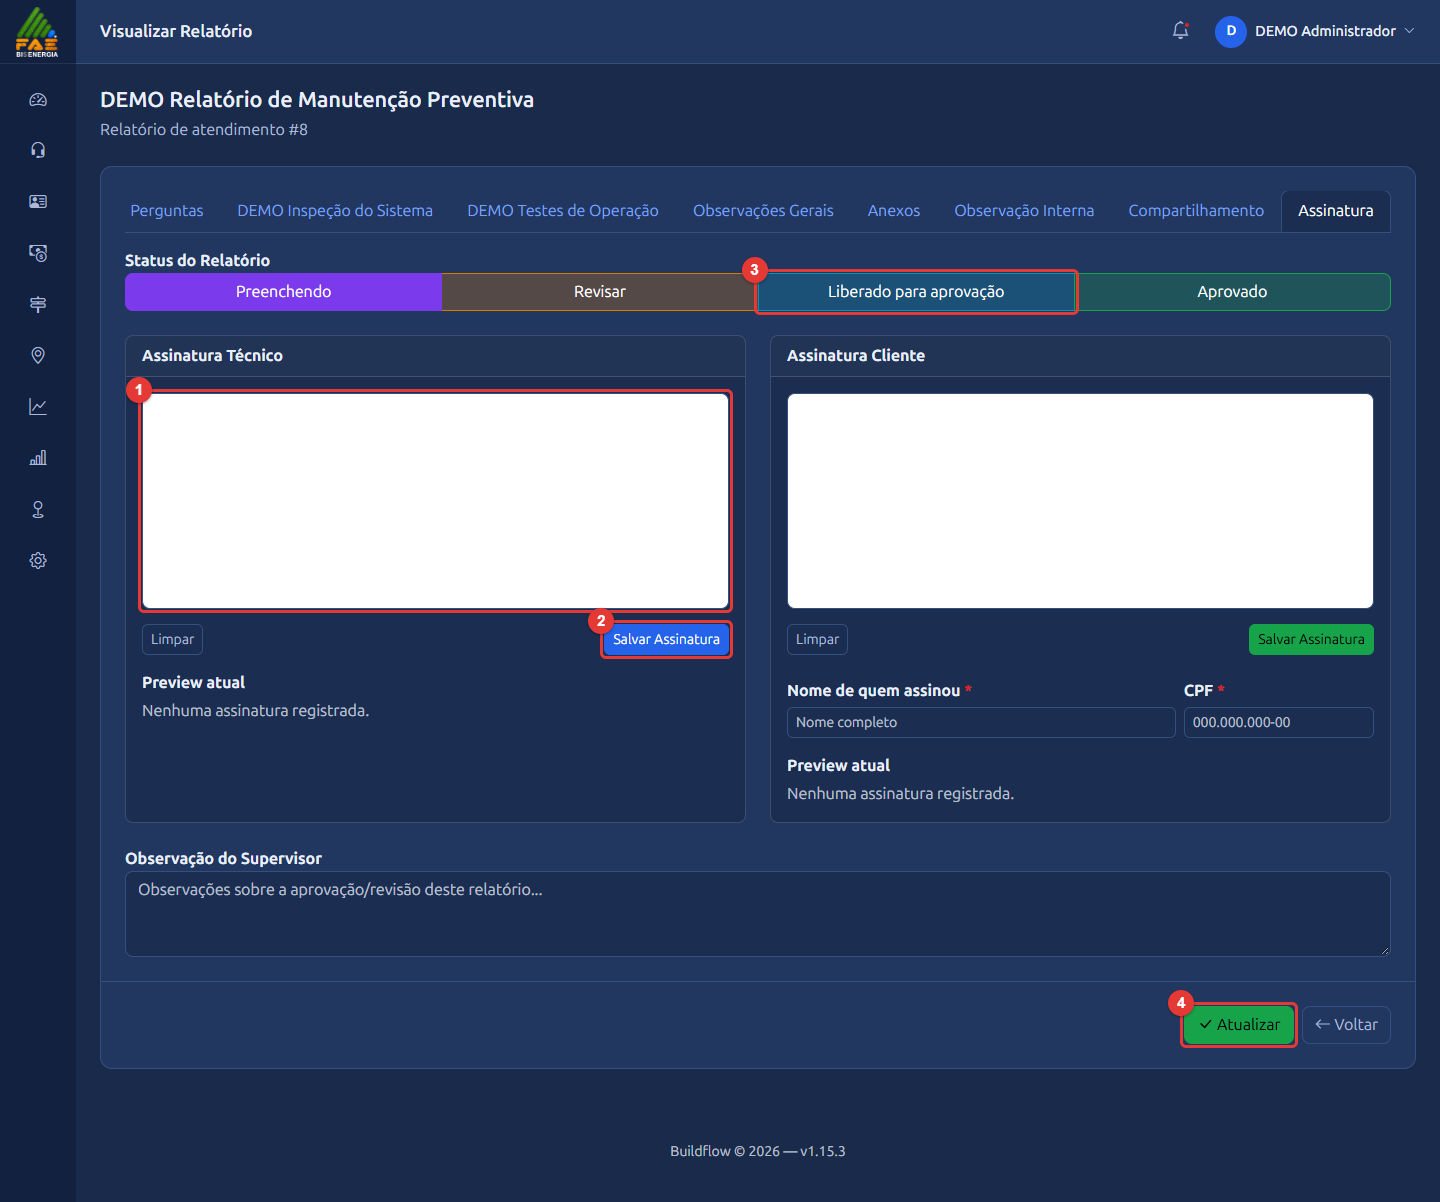 FAE
BIOENERGIA
Visualizar Relatório
D
DEMO Administrador
DEMO Relatório de Manutenção Preventiva
Relatório de atendimento #8
Perguntas
DEMO Inspeção do Sistema
DEMO Testes de Operação
Observações Gerais
Anexos
Observação Interna
Compartilhamento
Assinatura
Status do Relatório
3
Preenchendo
Revisar
Liberado para aprovação
Aprovado
Assinatura Técnico
Assinatura Cliente
1
2
Limpar
Salvar Assinatura
Limpar
Salvar Assinatura
Preview atual
Nenhuma assinatura registrada.
Nome de quem assinou *
CPF *
Nome completo
000.000.000-00
Preview atual
Nenhuma assinatura registrada.
Observação do Supervisor
Observações sobre a aprovação/revisão deste relatório...
4
Atualizar
Voltar
Buildflow © 2026 — v1.15.3